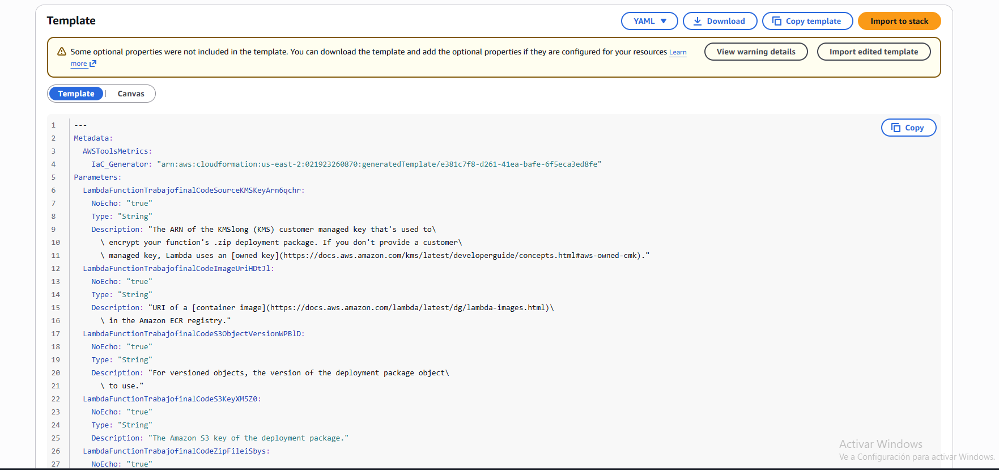 Template
YAML
Download
Copy template
Import to stack
Some optional properties were not included in the template. You can download the template and add the optional properties if they are configured for your resources Learn
more
View warning details
Import edited template
Template
Canvas
Copy
1 ---
2 Metadata:
3 AWSToolsMetrics:
4 IaC_Generator: "arn:aws:cloudformation:us-east-2:021923260870:generatedTemplate/e381c7f8-d261-41ea-bafe-6f5eca3ed8fe"
5 Parameters:
6 LambdaFunctionTrabajofinalCodeSourceKMSKeyArn6qchr:
7 NoEcho: "true"
8 Type: "String"
9 Description: "The ARN of the KMSlong (KMS) customer managed key that's used to\
10 \ encrypt your function's .zip deployment package. If you don't provide a customer\
11 \ managed key, Lambda uses an [owned key](https://docs.aws.amazon.com/kms/latest/developerguide/concepts.html#aws-owned-cmk)."
12 LambdaFunctionTrabajofinalCodeImageUriHDtJl:
13 NoEcho: "true"
14 Type: "String"
15 Description: "URI of a [container image](https://docs.aws.amazon.com/lambda/latest/dg/lambda-images.html)\
16 \ in the Amazon ECR registry."
17 LambdaFunctionTrabajofinalCodeS3ObjectVersionWPBlD:
18 NoEcho: "true"
19 Type: "String"
20 Description: "For versioned objects, the version of the deployment package object\
21 \ to use."
22 LambdaFunctionTrabajofinalCodeS3KeyXM5Z0:
23 NoEcho: "true"
24 Type: "String"
25 Description: "The Amazon S3 key of the deployment package."
26 LambdaFunctionTrabajofinalCodeZipFileiSbys:
27 NoEcho: "true"
Activar Windows
Ve a Configuración para activar Windows.